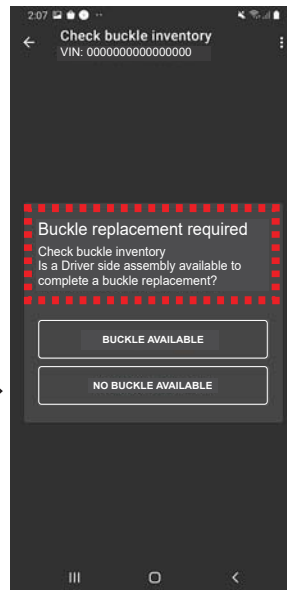 2:07
Check buckle inventory
VIN: 0000000000000000
Buckle replacement required
Check buckle inventory
Is a Driver side assembly available to
complete a buckle replacement?
BUCKLE AVAILABLE
NO BUCKLE AVAILABLE